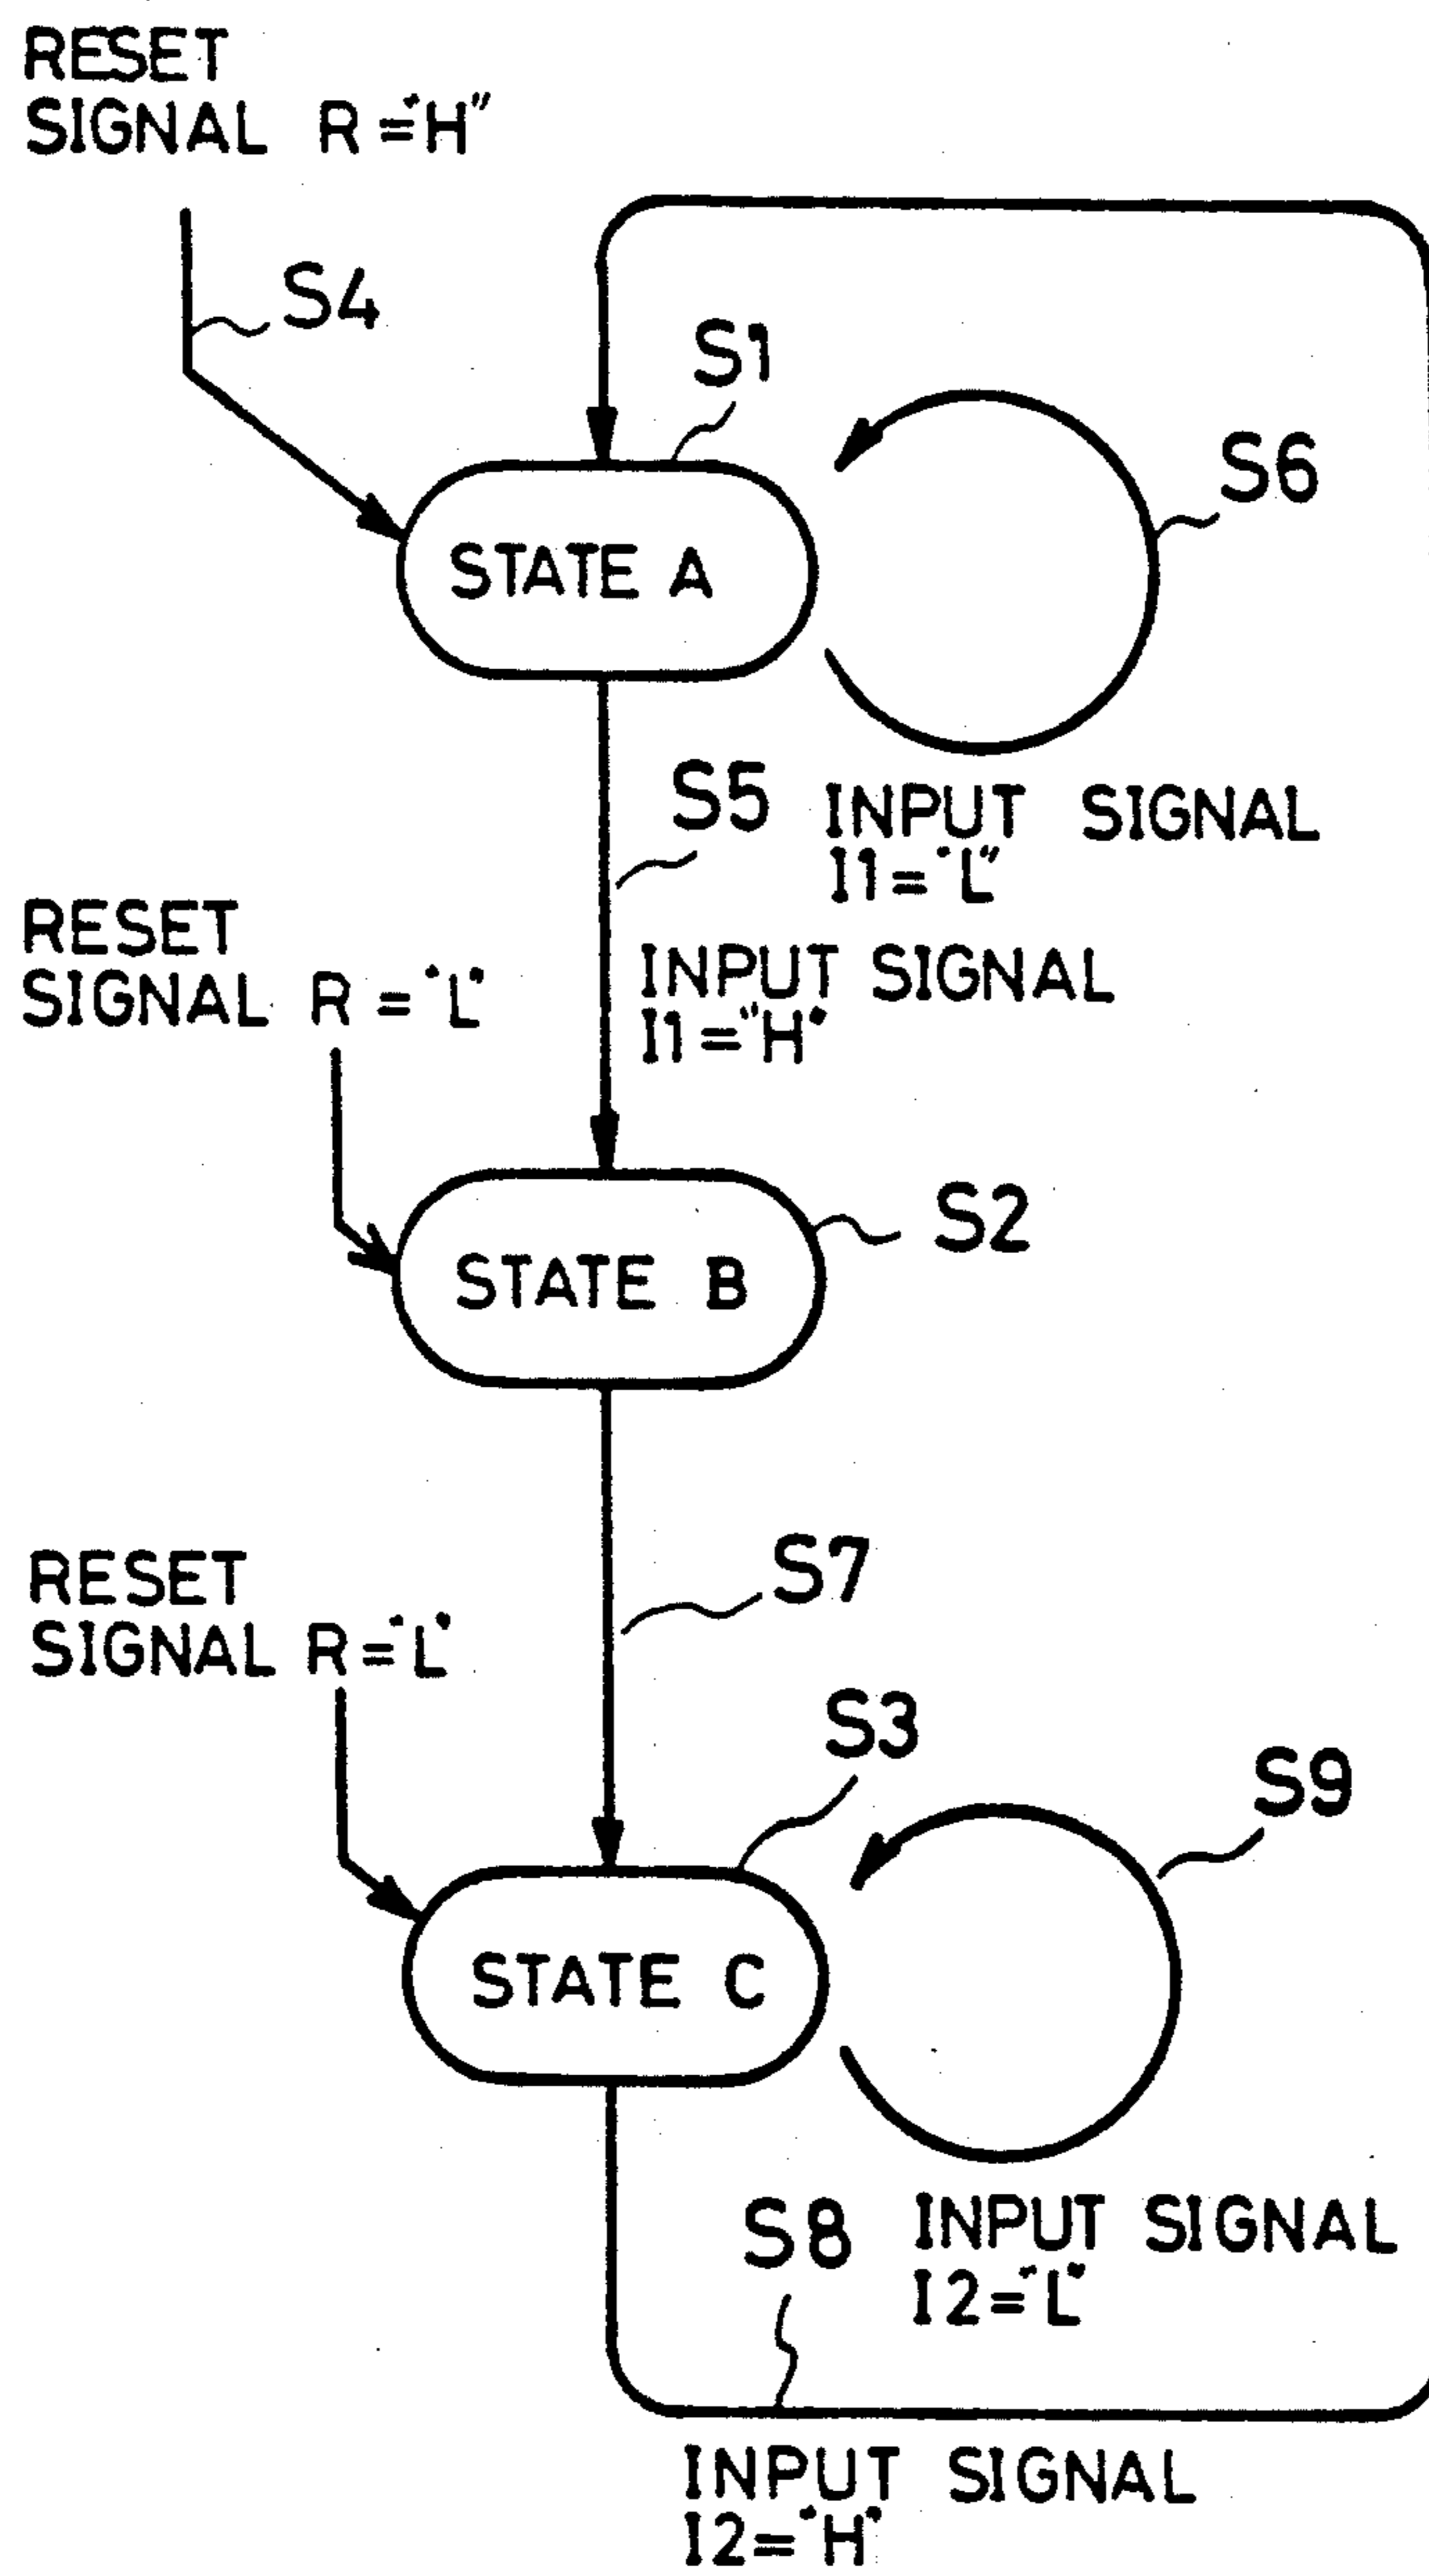 RESET
SIGNAL R = "H"
S4
S1
S6
STATE A
S5
INPUT SIGNAL
I1 = "L"
RESET
SIGNAL R = "L"
INPUT SIGNAL
I1 = "H"
S2
STATE B
S7
RESET
SIGNAL R = "L"
S3
S9
STATE C
S8
INPUT SIGNAL
I2 = "L"
INPUT SIGNAL
I2 = "H"